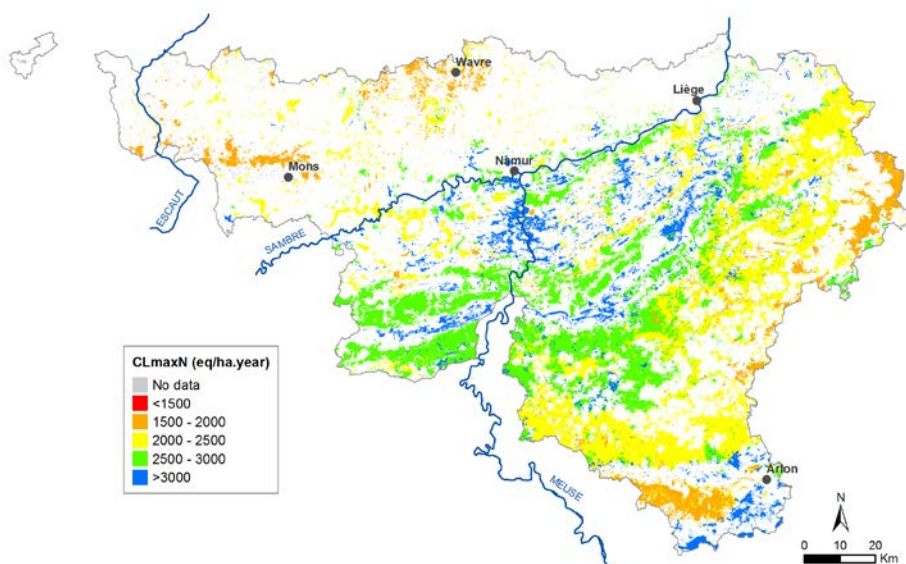 Wavre
Liège
Namur
Mons
ESCAUT
SAMBRE
MEUSE
Arlon
CLmaxN (eq/ha.year)
No data
<1500
1500 - 2000
2000 - 2500
2500 - 3000
>3000
N
0 10 20
Km